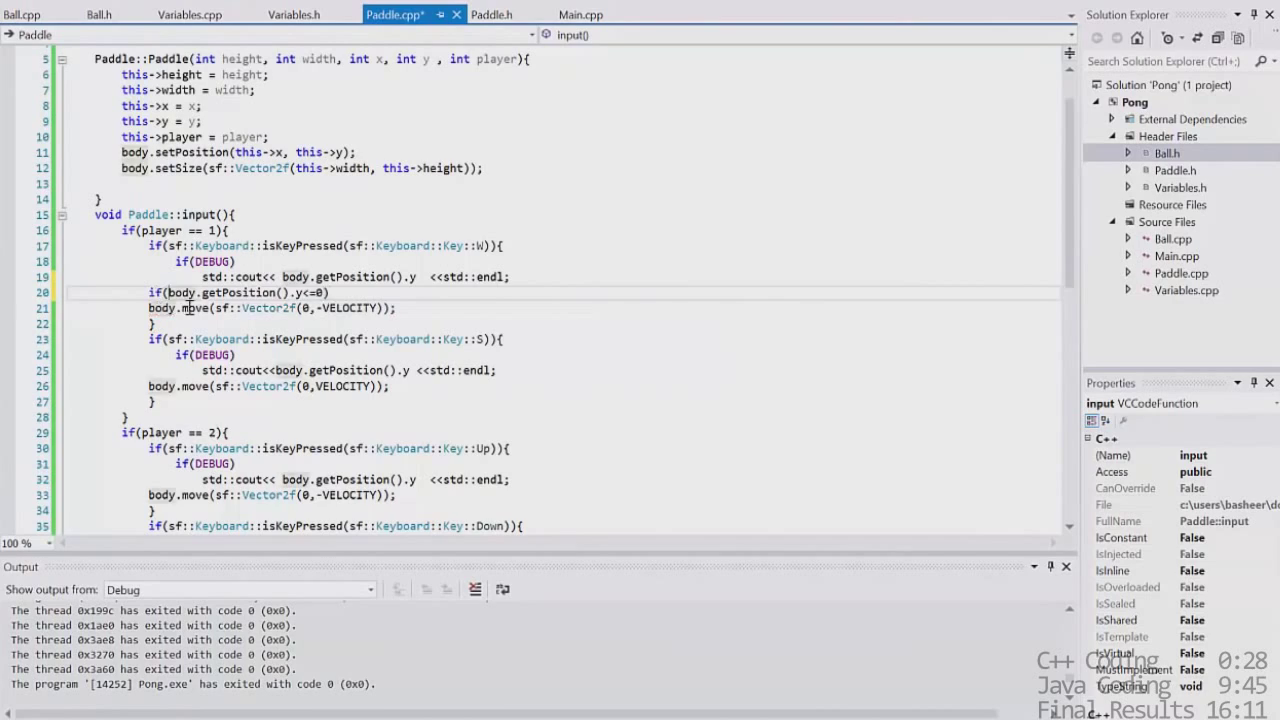 Ball.cpp Ball.h Variables.cpp Variables.h Paddle.cpp* Paddle.h Main.cpp
Paddle input()
5 Paddle::Paddle(int height, int width, int x, int y , int player){
6 this->height = height;
7 this->width = width;
8 this->x = x;
9 this->y = y;
10 this->player = player;
11 body.setPosition(this->x, this->y);
12 body.setSize(sf::Vector2f(this->width, this->height));
13
14 }
15 void Paddle::input(){
16 if(player == 1){
17 if(sf::Keyboard::isKeyPressed(sf::Keyboard::Key::W)){
18 if(DEBUG)
19 std::cout<< body.getPosition().y  <<std::endl;
20 if(body.getPosition().y<=0)
21 body.move(sf::Vector2f(0,-VELOCITY));
22 }
23 if(sf::Keyboard::isKeyPressed(sf::Keyboard::Key::S)){
24 if(DEBUG)
25 std::cout<<body.getPosition().y <<std::endl;
26 body.move(sf::Vector2f(0,VELOCITY));
27 }
28 }
29 if(player == 2){
30 if(sf::Keyboard::isKeyPressed(sf::Keyboard::Key::Up)){
31 if(DEBUG)
32 std::cout<< body.getPosition().y  <<std::endl;
33 body.move(sf::Vector2f(0,-VELOCITY));
34 }
35 if(sf::Keyboard::isKeyPressed(sf::Keyboard::Key::Down)){
100 %
Output
Show output from: Debug
The thread 0x199c has exited with code 0 (0x0).
The thread 0x1ae0 has exited with code 0 (0x0).
The thread 0x3ae8 has exited with code 0 (0x0).
The thread 0x3270 has exited with code 0 (0x0).
The thread 0x3a60 has exited with code 0 (0x0).
The program '[14252] Pong.exe' has exited with code 0 (0x0).
Solution Explorer
Search Solution Explorer (Ctrl+;)
Solution 'Pong' (1 project)
Pong
External Dependencies
Header Files
Ball.h
Paddle.h
Variables.h
Resource Files
Source Files
Ball.cpp
Main.cpp
Paddle.cpp
Variables.cpp
Properties
input VCCodeFunction
C++
(Name) input
Access public
CanOverride False
File c:\users\basheer\do
FullName Paddle::input
IsConstant False
IsInjected False
IsInline False
IsOverloaded False
IsSealed False
IsShared False
IsTemplate False
IsVirtual False
MustImplement False
TypeString void
C++
C++ Coding 0:28
Java Coding 9:45
Final Results 16:11